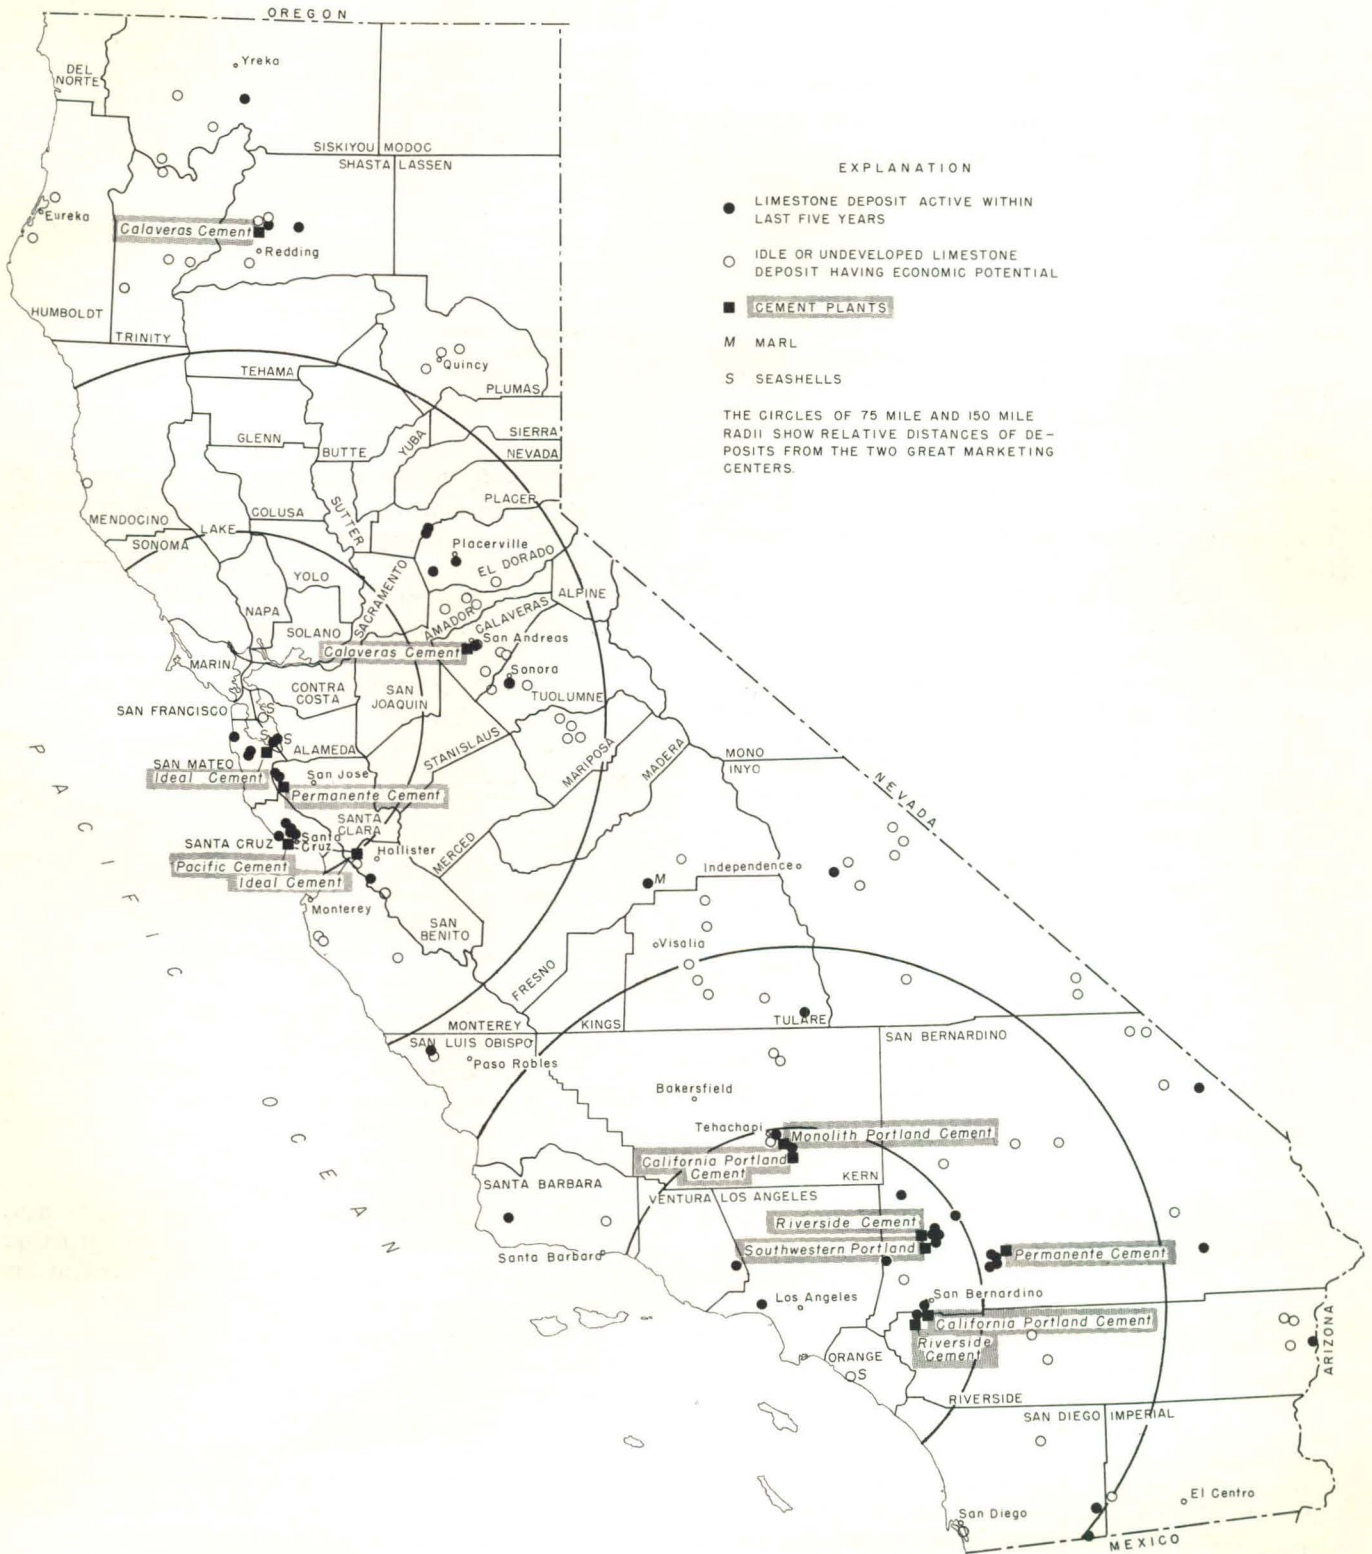 OREGON
Yreka
DEL
NORTE
SISKIYOU
MODOC
SHASTA
LASSEN
EXPLANATION
LIMESTONE DEPOSIT ACTIVE WITHIN
LAST FIVE YEARS
IDLE OR UNDEVELOPED LIMESTONE
DEPOSIT HAVING ECONOMIC POTENTIAL
CEMENT PLANTS
M MARL
S SEASHELLS
THE CIRCLES OF 75 MILE AND 150 MILE
RADII SHOW RELATIVE DISTANCES OF DE-
POSITS FROM THE TWO GREAT MARKETING
CENTERS.
Eureka
Calaveras Cement
Redding
HUMBOLDT
TRINITY
TEHAMA
Quincy
PLUMAS
GLENN
BUTTE
YUBA
SIERRA
NEVADA
PLACER
MENDOCINO
LAKE
COLUSA
SUTTER
SONOMA
Placerville
EL DORADO
YOLO
SACRAMENTO
NAPA
SOLANO
AMADOR
CALAVERAS
ALPINE
San Andreas
Calaveras Cement
MARIN
Sonora
CONTRA
COSTA
SAN
JOAQUIN
TUOLUMNE
SAN FRANCISCO
S
S
S
ALAMEDA
STANISLAUS
MARIPOSA
MADERA
MONO
INYO
SAN MATEO
Ideal Cement
San Jose
Permanente Cement
NEVADA
SANTA
CLARA
SANTA CRUZ
Santa
Cruz
Hollister
MERCED
Pacific Cement
Ideal Cement
Independence
M
Monterey
SAN
BENITO
Visalia
FRESNO
PACIFIC OCEAN
MONTEREY
KINGS
TULARE
SAN LUIS OBISPO
Paso Robles
SAN BERNARDINO
Bakersfield
Tehachapi
Monolith Portland Cement
California Portland
Cement
KERN
SANTA BARBARA
VENTURA
LOS ANGELES
Riverside Cement
Southwestern Portland
Permanente Cement
Santa Barbara
Los Angeles
San Bernardino
California Portland Cement
Riverside
Cement
ORANGE
S
ARIZONA
RIVERSIDE
SAN DIEGO
IMPERIAL
San Diego
El Centro
MEXICO